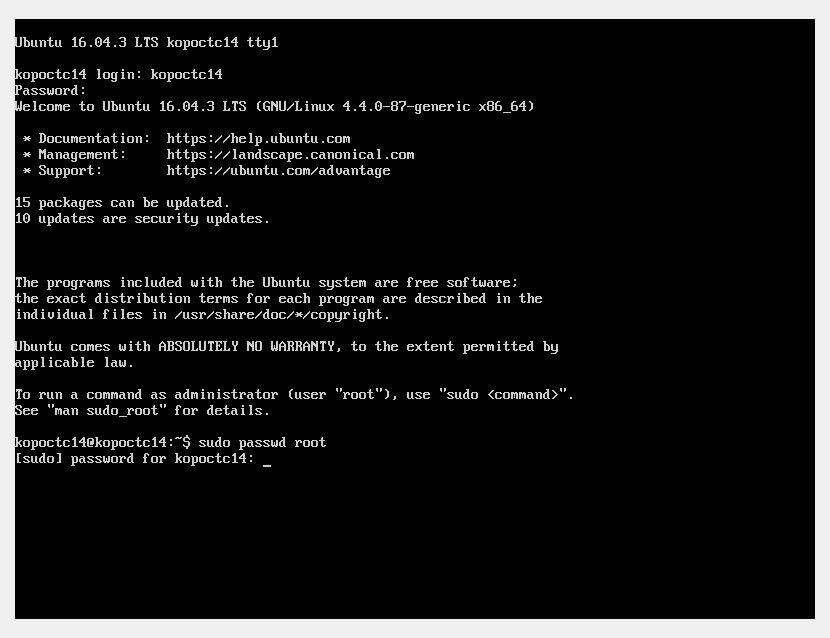 Ubuntu 16.04.3 LTS kopoctc14 tty1
kopoctc14 login: kopoctc14
Password:
Welcome to Ubuntu 16.04.3 LTS (GNU/Linux 4.4.0-87-generic x86_64)
* Documentation:  https://help.ubuntu.com
* Management:     https://landscape.canonical.com
* Support:        https://ubuntu.com/advantage
15 packages can be updated.
10 updates are security updates.
The programs included with the Ubuntu system are free software;
the exact distribution terms for each program are described in the
individual files in /usr/share/doc/*/copyright.
Ubuntu comes with ABSOLUTELY NO WARRANTY, to the extent permitted by
applicable law.
To run a command as administrator (user "root"), use "sudo <command>".
See "man sudo_root" for details.
kopoctc14@kopoctc14:~$ sudo passwd root
[sudo] password for kopoctc14: _